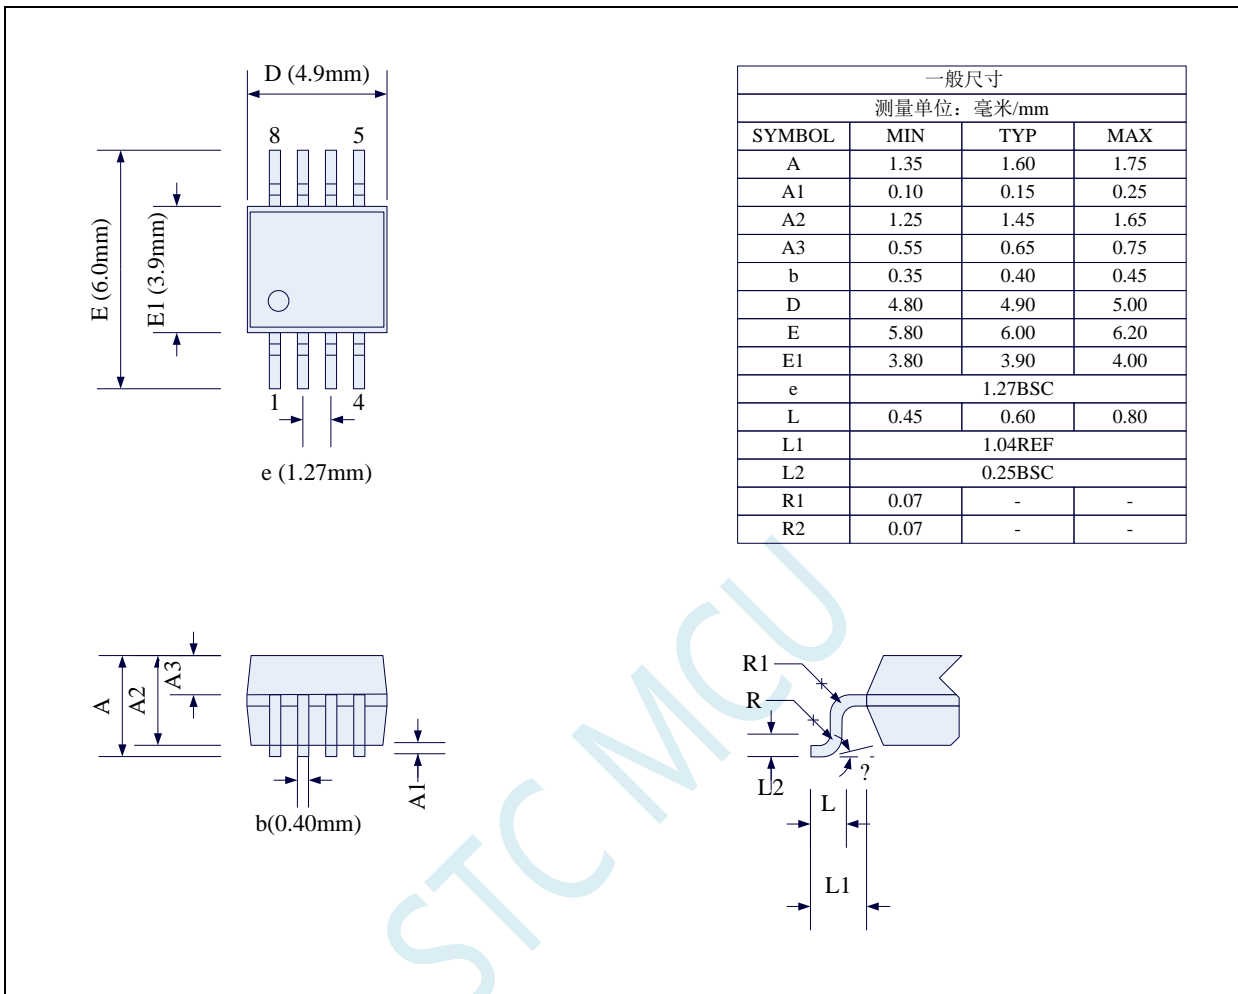 D (4.9mm)
8 5
E (6.0mm)
E1 (3.9mm)
1 4
e (1.27mm)
一般尺寸
测量单位：毫米/mm
SYMBOL MIN TYP MAX
A 1.35 1.60 1.75
A1 0.10 0.15 0.25
A2 1.25 1.45 1.65
A3 0.55 0.65 0.75
b 0.35 0.40 0.45
D 4.80 4.90 5.00
E 5.80 6.00 6.20
E1 3.80 3.90 4.00
e 1.27BSC
L 0.45 0.60 0.80
L1 1.04REF
L2 0.25BSC
R1 0.07 - -
R2 0.07 - -
A
A2
A3
A1
b(0.40mm)
R1
R
L2
?
L
L1
STC MCU